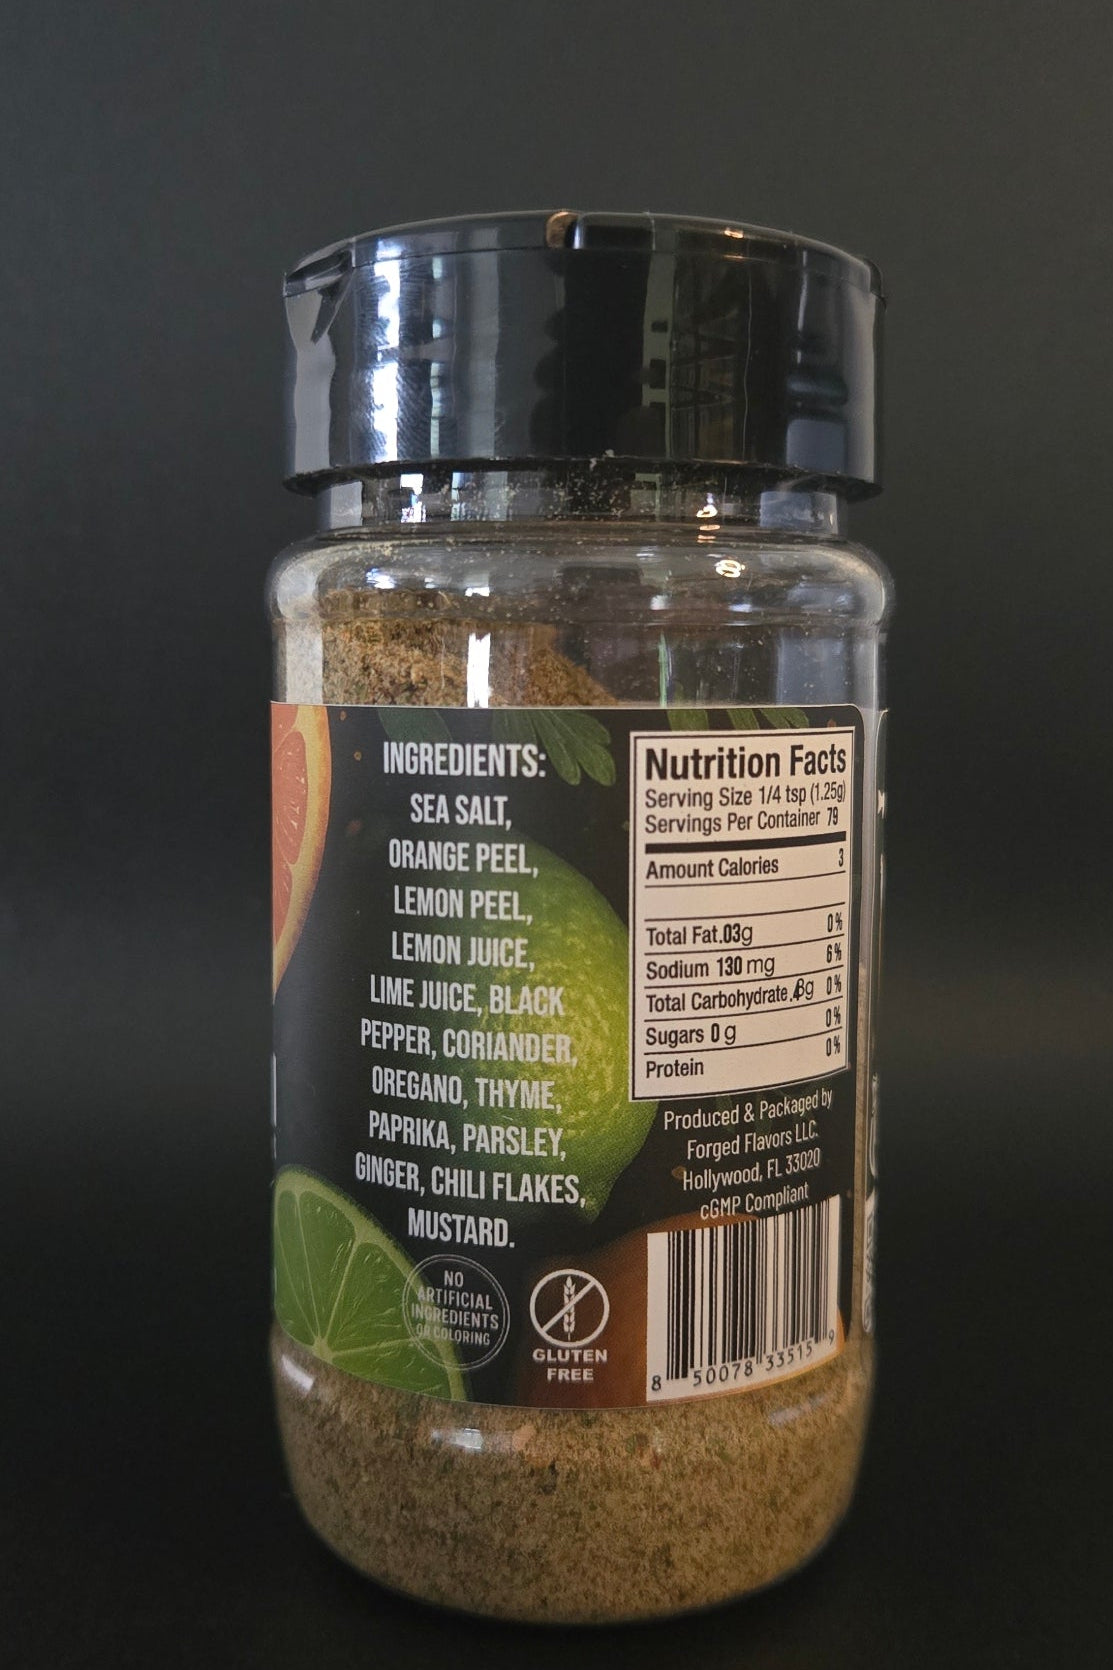 INGREDIENTS:
SEA SALT,
ORANGE PEEL,
LEMON PEEL,
LEMON JUICE,
LIME JUICE, BLACK
PEPPER, CORIANDER,
OREGANO, THYME,
PAPRIKA, PARSLEY,
GINGER, CHILI FLAKES,
MUSTARD.
NO
ARTIFICIAL
INGREDIENTS
OR COLORING
GLUTEN
FREE
Nutrition Facts
Serving Size 1/4 tsp (1.25g)
Servings Per Container 79
Amount Calories 3
Total Fat.03g 0%
Sodium 130 mg 6%
Total Carbohydrate 0%
Sugars 0 g 0%
Protein 0%
Produced & Packaged by
Forged Flavors LLC.
Hollywood, FL 33020
cGMP Compliant
8 50078 33515 9